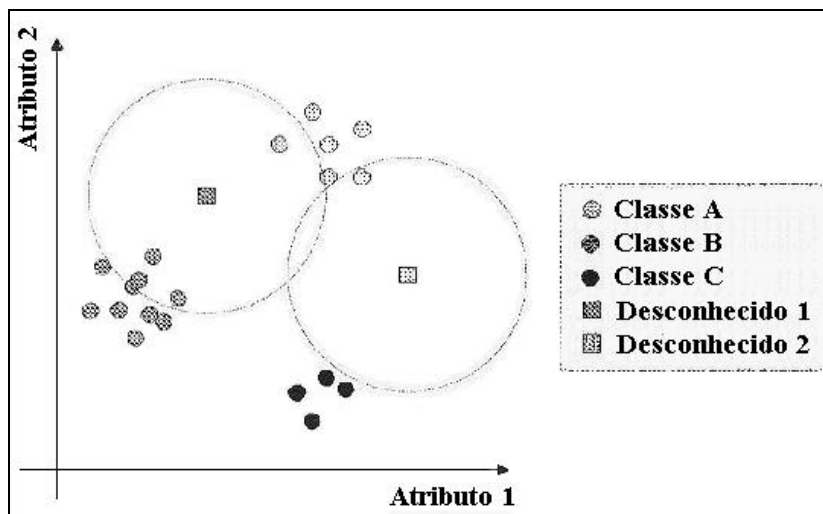 Atributo 2
Classe A
Classe B
Classe C
Desconhecido 1
Desconhecido 2
Atributo 1